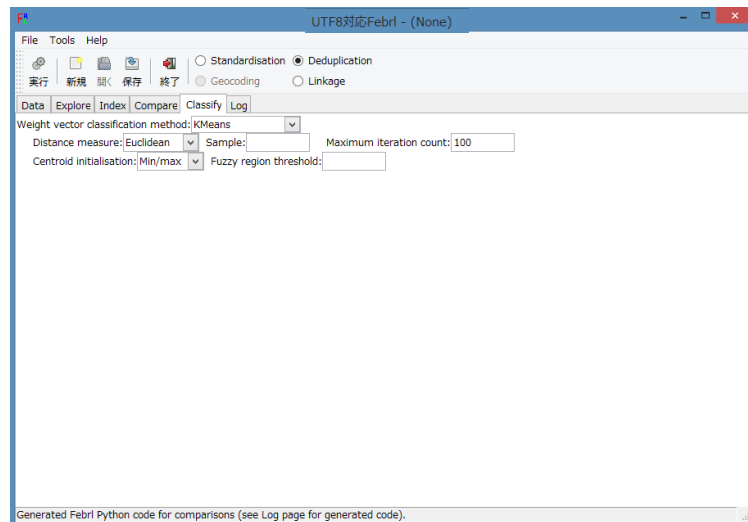 UTF8対応Febrl - (None)
File Tools Help
Standardisation Deduplication
実行 新規 開く 保存 終了 Geocoding Linkage
Data Explore Index Compare Classify Log
Weight vector classification method: KMeans
Distance measure: Euclidean Sample: Maximum iteration count: 100
Centroid initialisation: Min/max Fuzzy region threshold:
Generated Febrl Python code for comparisons (see Log page for generated code).